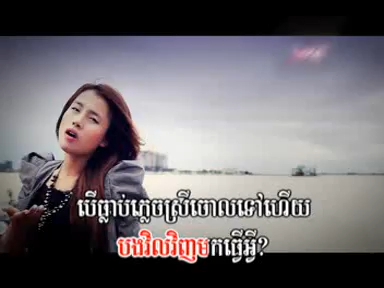 បើធ្លាប់ភ្លេចស្រីចោលទៅហើយ
បងវិលវិញមកធ្វើអ្វី?